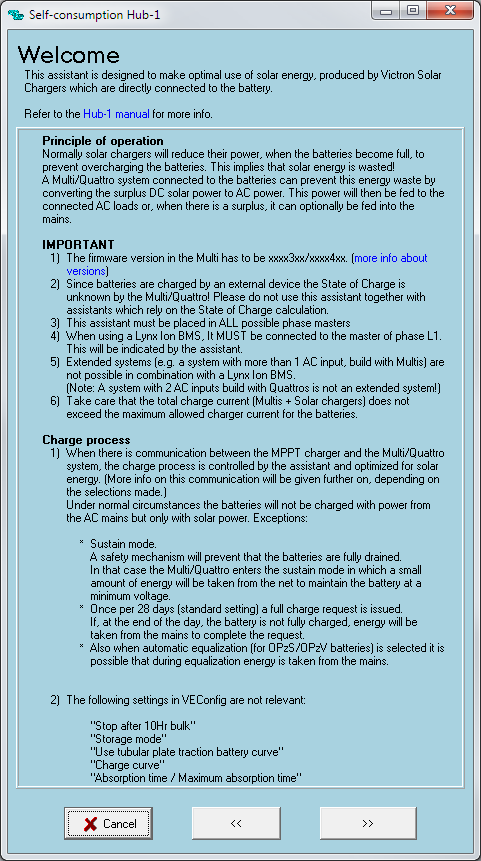 Self-consumption Hub-1
Welcome
This assistant is designed to make optimal use of solar energy, produced by Victron Solar
Chargers which are directly connected to the battery.
Refer to the Hub-1 manual for more info.
Principle of operation
Normally solar chargers will reduce their power, when the batteries become full, to
prevent overcharging the batteries. This implies that solar energy is wasted!
A Multi/Quattro system connected to the batteries can prevent this energy waste by
converting the surplus DC solar power to AC power. This power will then be fed to the
connected AC loads or, when there is a surplus, it can optionally be fed into the
mains.
IMPORTANT
1) The firmware version in the Multi has to be xxxx3xx/xxxx4xx. (more info about
versions)
2) Since batteries are charged by an external device the State of Charge is
unknown by the Multi/Quattro! Please do not use this assistant together with
assistants which rely on the State of Charge calculation.
3) This assistant must be placed in ALL possible phase masters
4) When using a Lynx Ion BMS, It MUST be connected to the master of phase L1.
This will be indicated by the assistant.
5) Extended systems (e.g. a system with more than 1 AC input, build with Multis) are
not possible in combination with a Lynx Ion BMS.
(Note: A system with 2 AC inputs build with Quattros is not an extended system!)
6) Take care that the total charge current (Multis + Solar chargers) does not
exceed the maximum allowed charger current for the batteries.
Charge process
1) When there is communication between the MPPT charger and the Multi/Quattro
system, the charge process is controlled by the assistant and optimized for solar
energy. (More info on this communication will be given further on, depending on
the selections made.)
Under normal circumstances the batteries will not be charged with power from
the AC mains but only with solar power. Exceptions:
* Sustain mode.
A safety mechanism will prevent that the batteries are fully drained.
In that case the Multi/Quattro enters the sustain mode in which a small
amount of energy will be taken from the net to maintain the battery at a
minimum voltage.
* Once per 28 days (standard setting) a full charge request is issued.
If, at the end of the day, the battery is not fully charged, energy will be
taken from the mains to complete the request.
* Also when automatic equalization (for OPzS/OPzV batteries) is selected it is
possible that during equalization energy is taken from the mains.
2) The following settings in VEConfig are not relevant:
"Stop after 10Hr bulk"
"Storage mode"
"Use tubular plate traction battery curve"
"Charge curve"
"Absorption time / Maximum absorption time"
Cancel
<<
>>